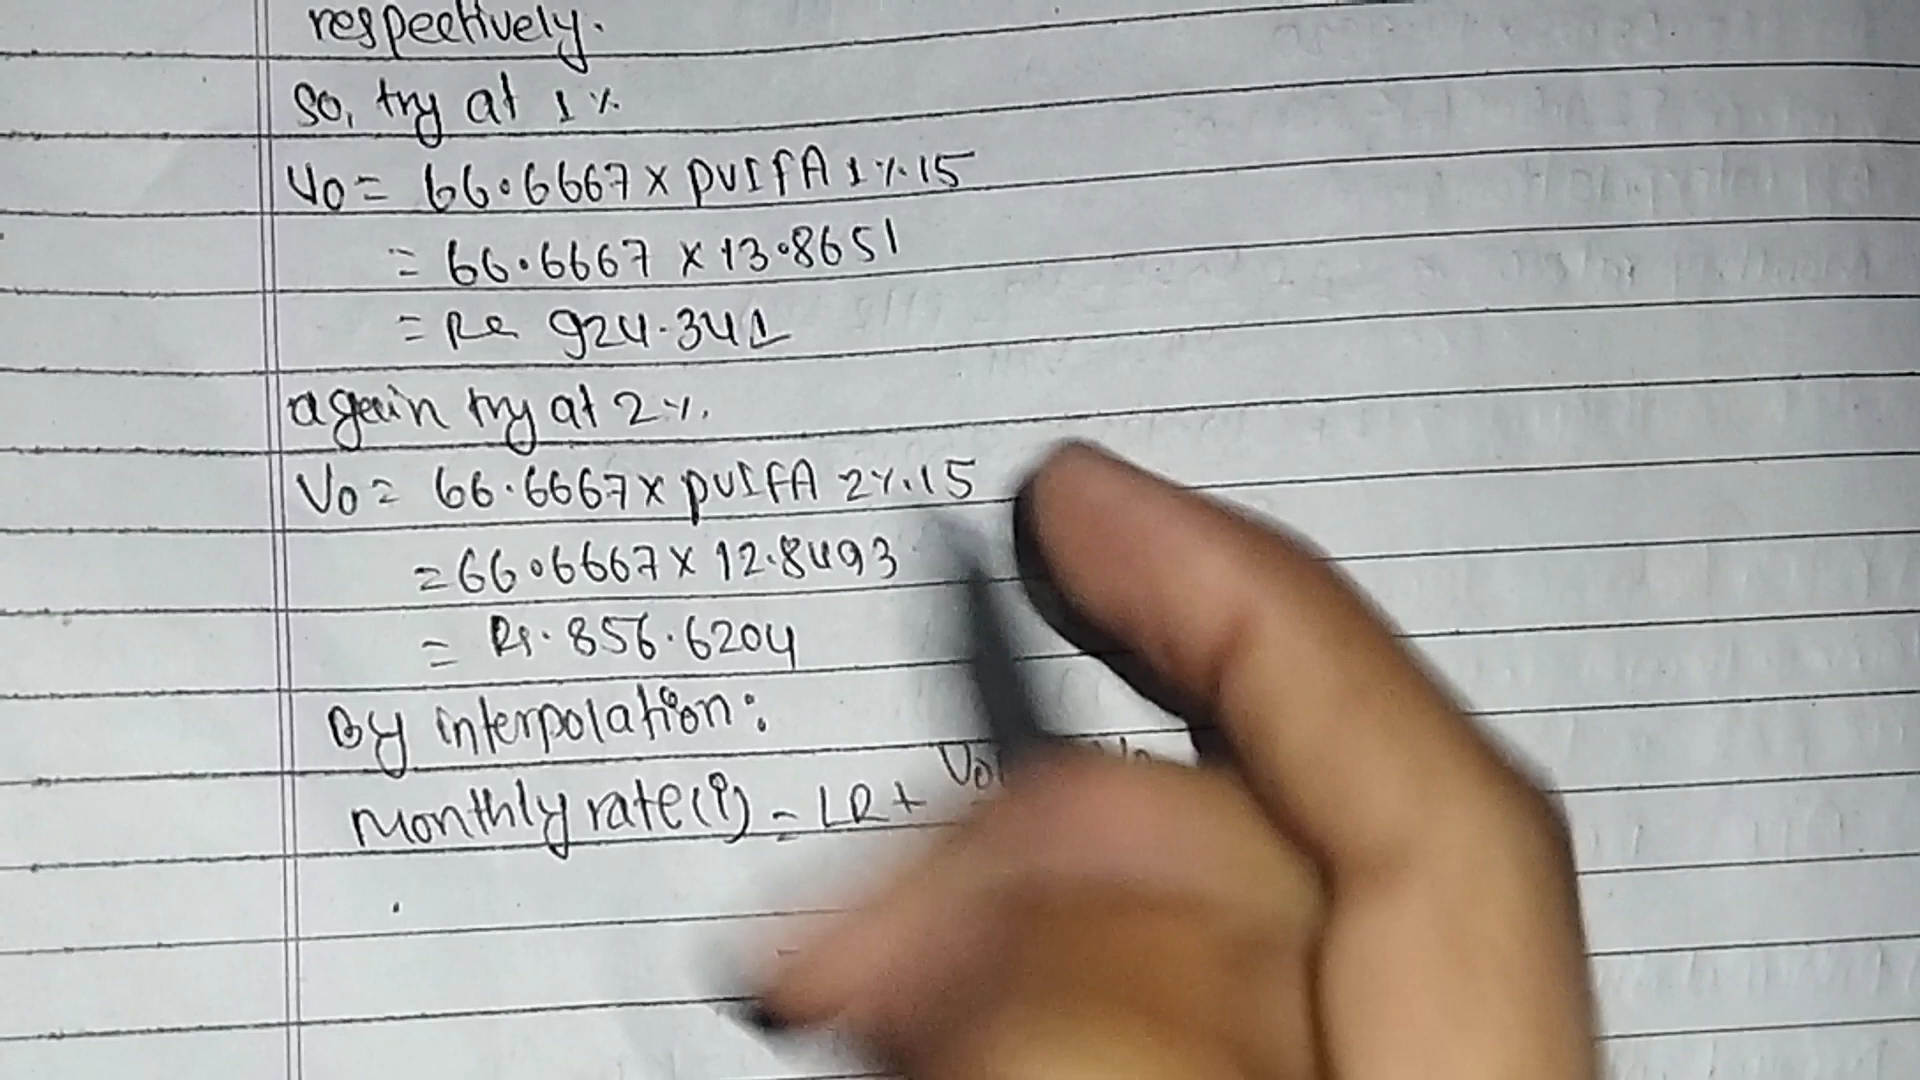 respectively.
So, try at 1%
Vo = 66.6667 x PVIFA 1%.15
= 66.6667 x 13.8651
= Rs 924.341
again try at 2%.
Vo = 66.6667 x PVIFA 2%.15
= 66.6667 x 12.8493
= Rs. 856.6204
By interpolation:
Monthly rate (i) = LR +